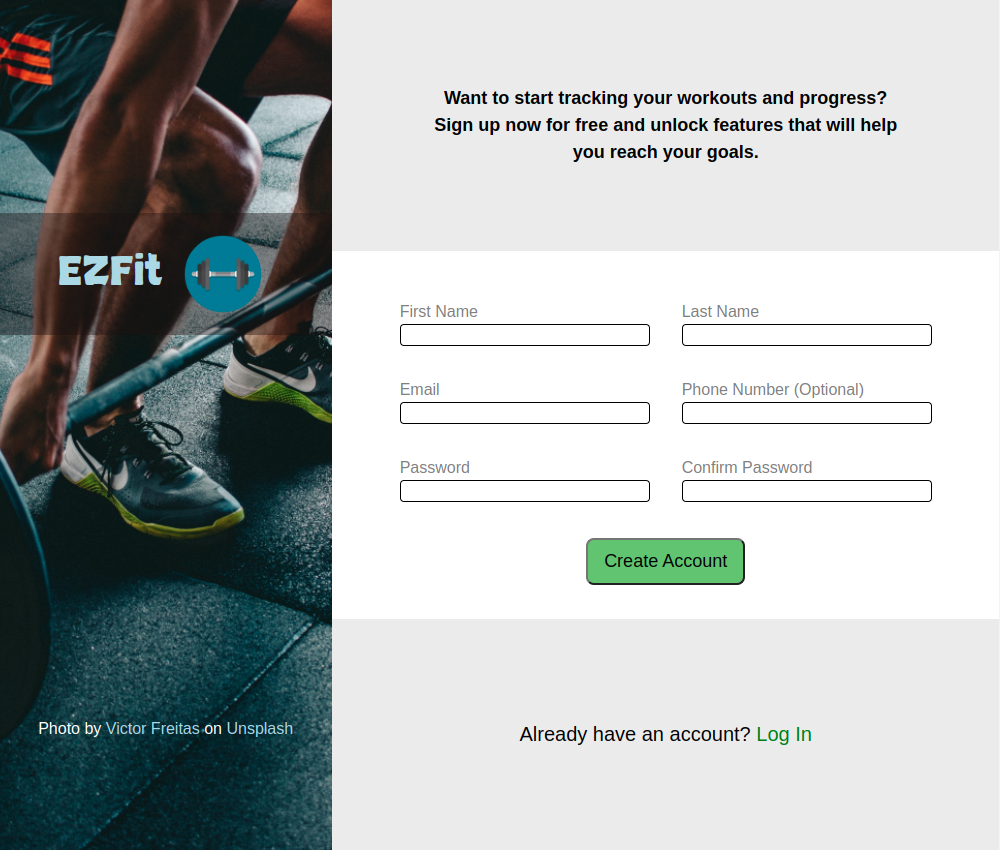 EZFit
Want to start tracking your workouts and progress?
Sign up now for free and unlock features that will help
you reach your goals.
First Name
Last Name
Email
Phone Number (Optional)
Password
Confirm Password
Create Account
Photo by Victor Freitas on Unsplash
Already have an account? Log In